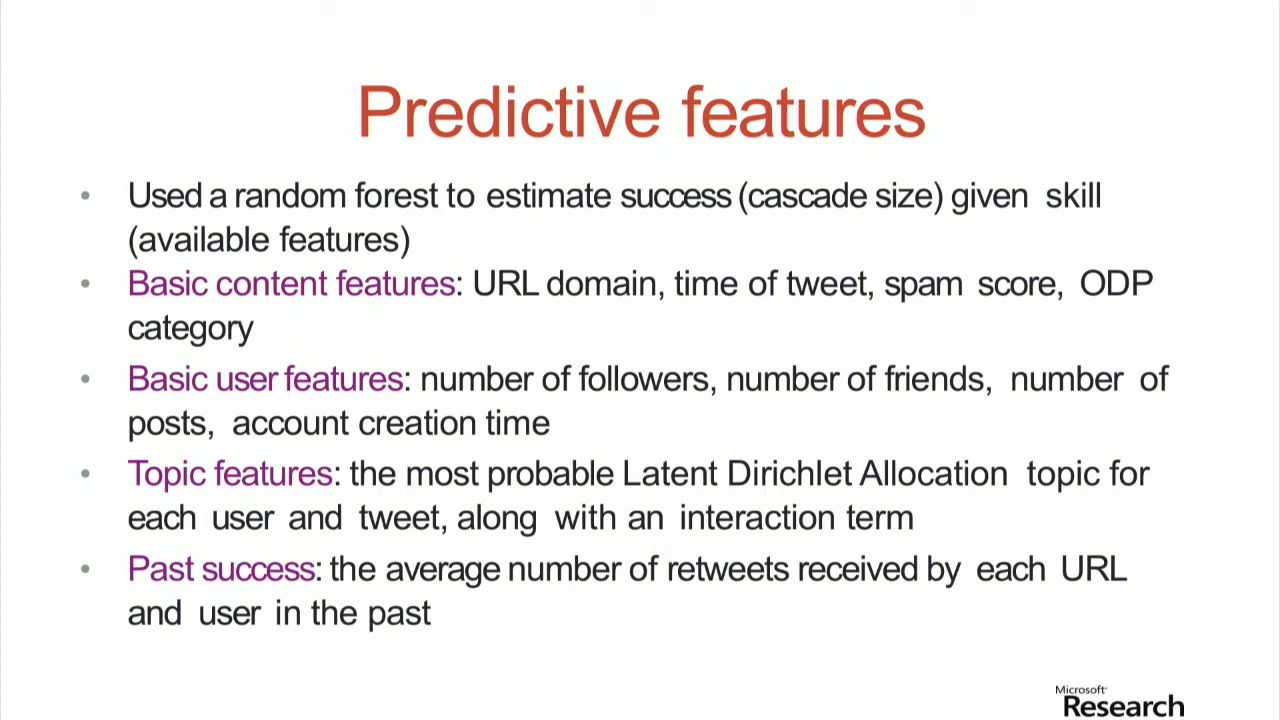 Predictive features
• Used a random forest to estimate success (cascade size) given skill
(available features)
• Basic content features: URL domain, time of tweet, spam score, ODP
category
• Basic user features: number of followers, number of friends, number of
posts, account creation time
• Topic features: the most probable Latent Dirichlet Allocation topic for
each user and tweet, along with an interaction term
• Past success: the average number of retweets received by each URL
and user in the past
Microsoft
Research